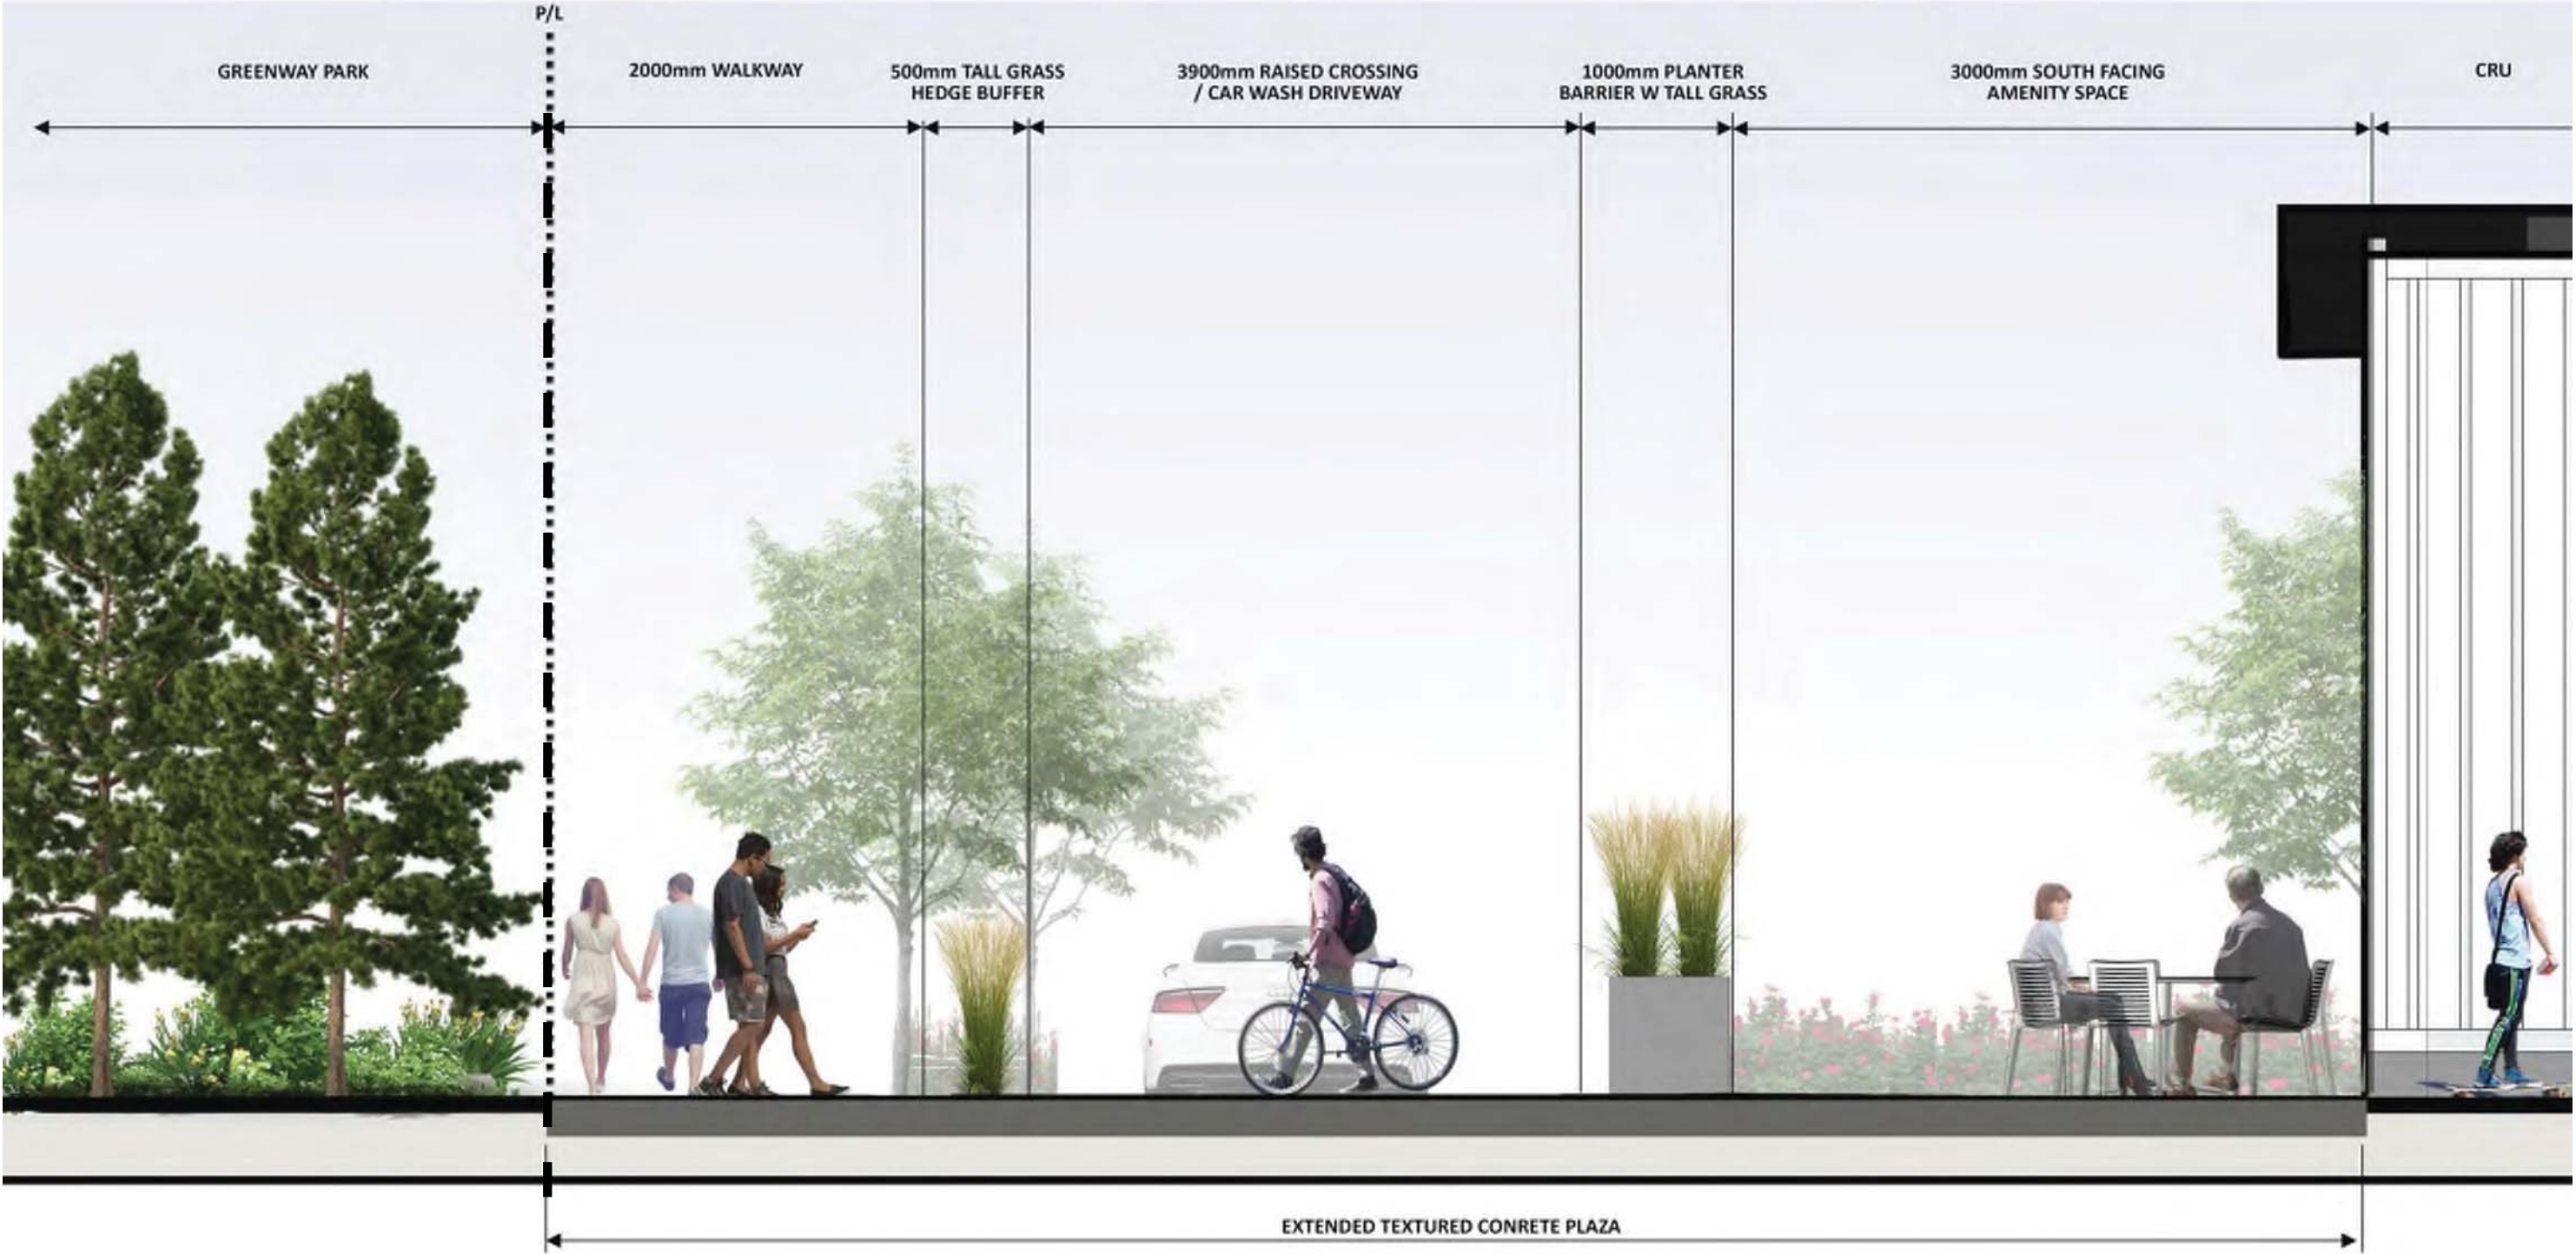 P/L
GREENWAY PARK
2000mm WALKWAY
500mm TALL GRASS
HEDGE BUFFER
3900mm RAISED CROSSING
/ CAR WASH DRIVEWAY
1000mm PLANTER
BARRIER W TALL GRASS
3000mm SOUTH FACING
AMENITY SPACE
CRU
EXTENDED TEXTURED CONRETE PLAZA